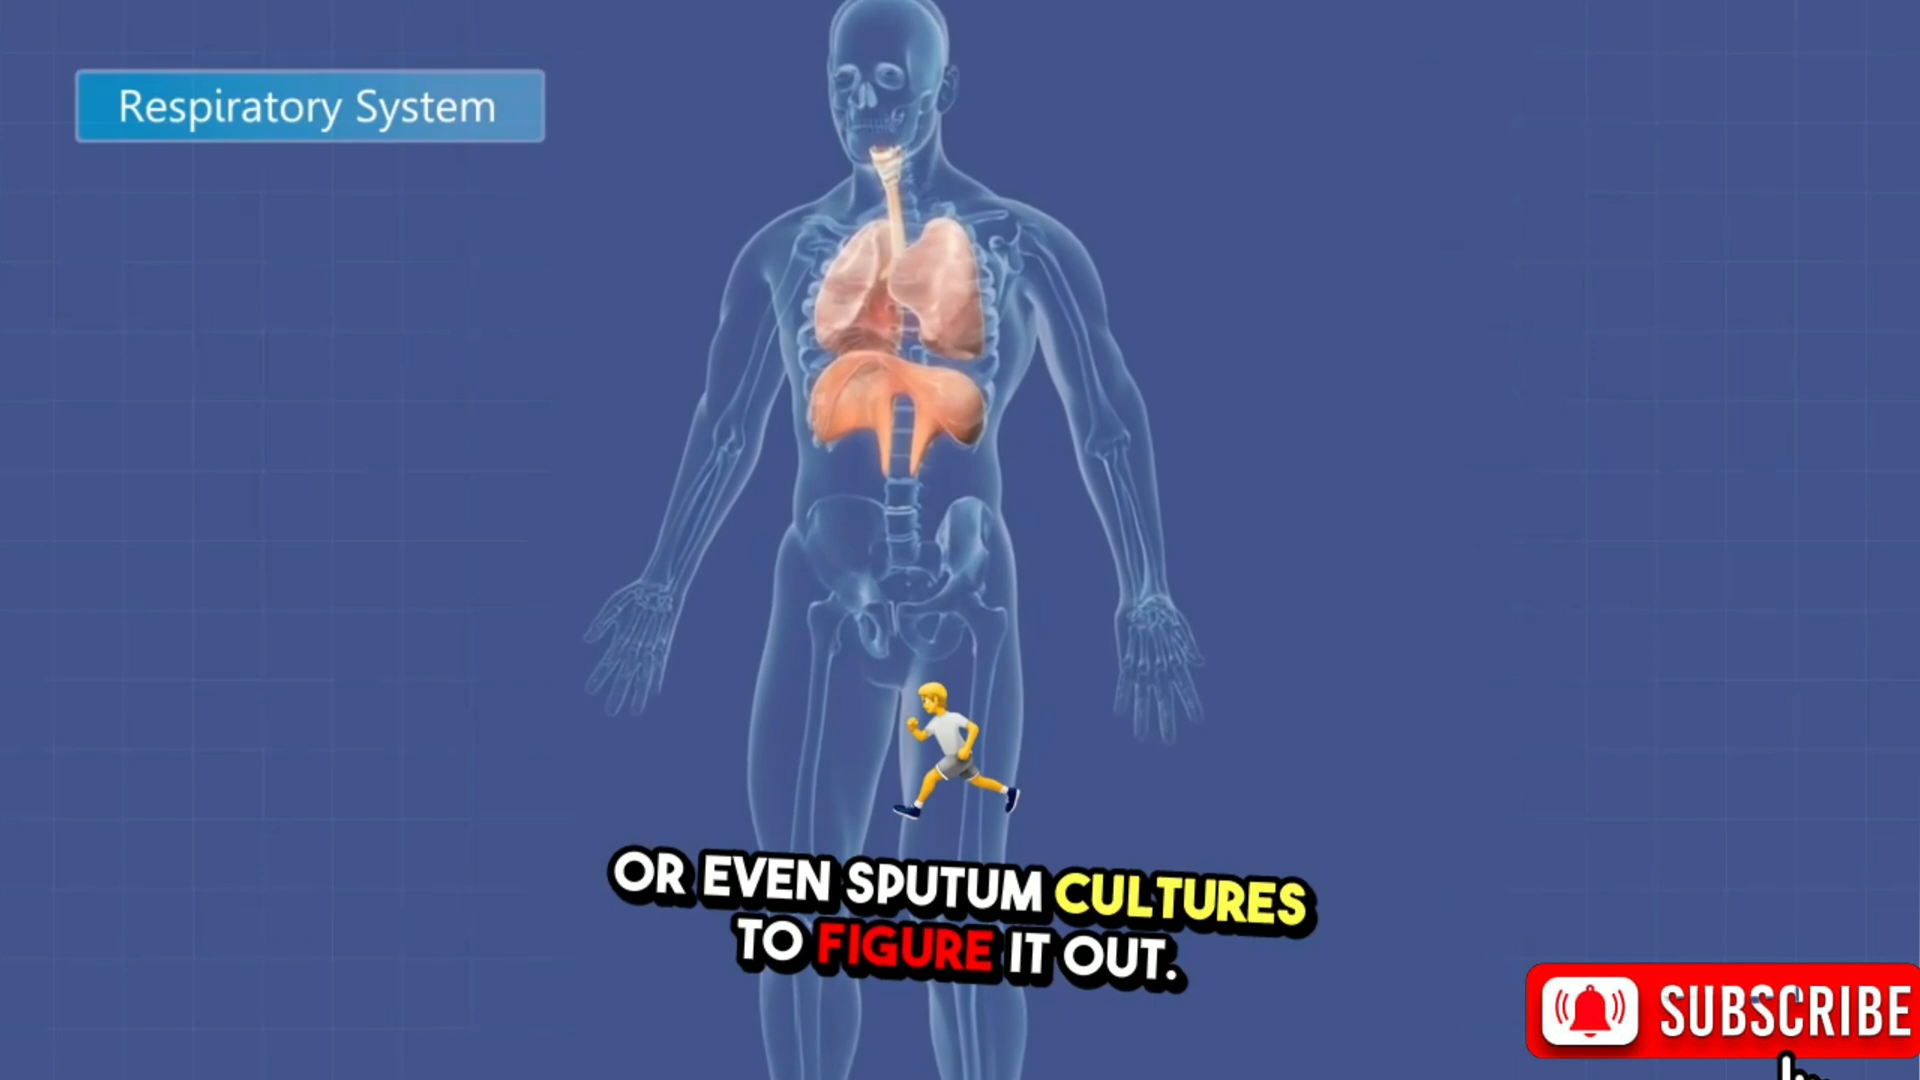 Respiratory System
OR EVEN SPUTUM CULTURES
TO FIGURE IT OUT.
SUBSCRIBE